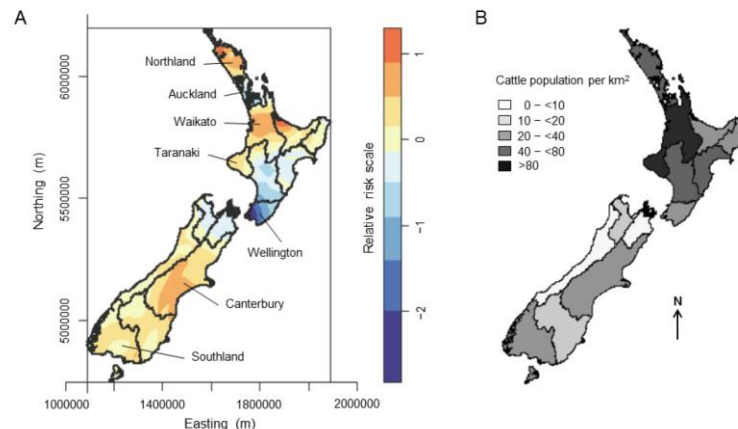 A
Northland
Auckland
Waikato
Taranaki
Wellington
Canterbury
Southland
Northing (m)
6000000
5500000
5000000
1000000
1400000
1800000
2000000
Easting (m)
Relative risk scale
1
0
−1
−2
B
Cattle population per km²
0 – <10
10 – <20
20 – <40
40 – <80
>80
N